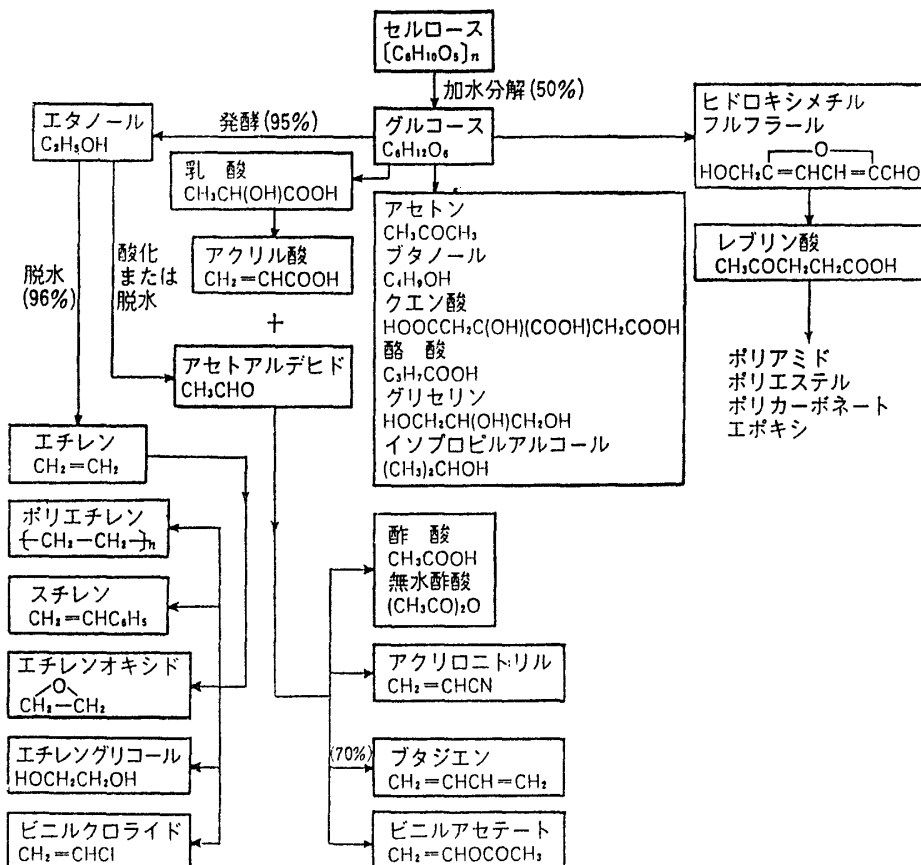 セルロース
[C₆H₁₀O₅]n
加水分解(50%)
グルコース
C₆H₁₂O₆
発酵(95%)
エタノール
C₂H₅OH
乳酸
CH₃CH(OH)COOH
アクリル酸
CH₂=CHCOOH
+
脱水
(96%)
酸化
または
脱水
アセトアルデヒド
CH₃CHO
アセトン
CH₃COCH₃
ブタノール
C₄H₉OH
クエン酸
HOOCCH₂C(OH)(COOH)CH₂COOH
酪酸
C₃H₇COOH
グリセリン
HOCH₂CH(OH)CH₂OH
イソプロピルアルコール
(CH₃)₂CHOH
ヒドロキシメチル
フルフラール
O
HOCH₂C=CHCH=CCHO
レブリン酸
CH₃COCH₂CH₂COOH
ポリアミド
ポリエステル
ポリカーボネート
エポキシ
エチレン
CH₂=CH₂
ポリエチレン
{-CH₂-CH₂-}n
スチレン
CH₂=CHC₆H₅
エチレンオキシド
O
CH₂-CH₂
エチレングリコール
HOCH₂CH₂OH
ビニルクロライド
CH₂=CHCl
酢酸
CH₃COOH
無水酢酸
(CH₃CO)₂O
アクリロニトリル
CH₂=CHCN
(70%)
ブタジエン
CH₂=CHCH=CH₂
ビニルアセテート
CH₂=CHOCOCH₃